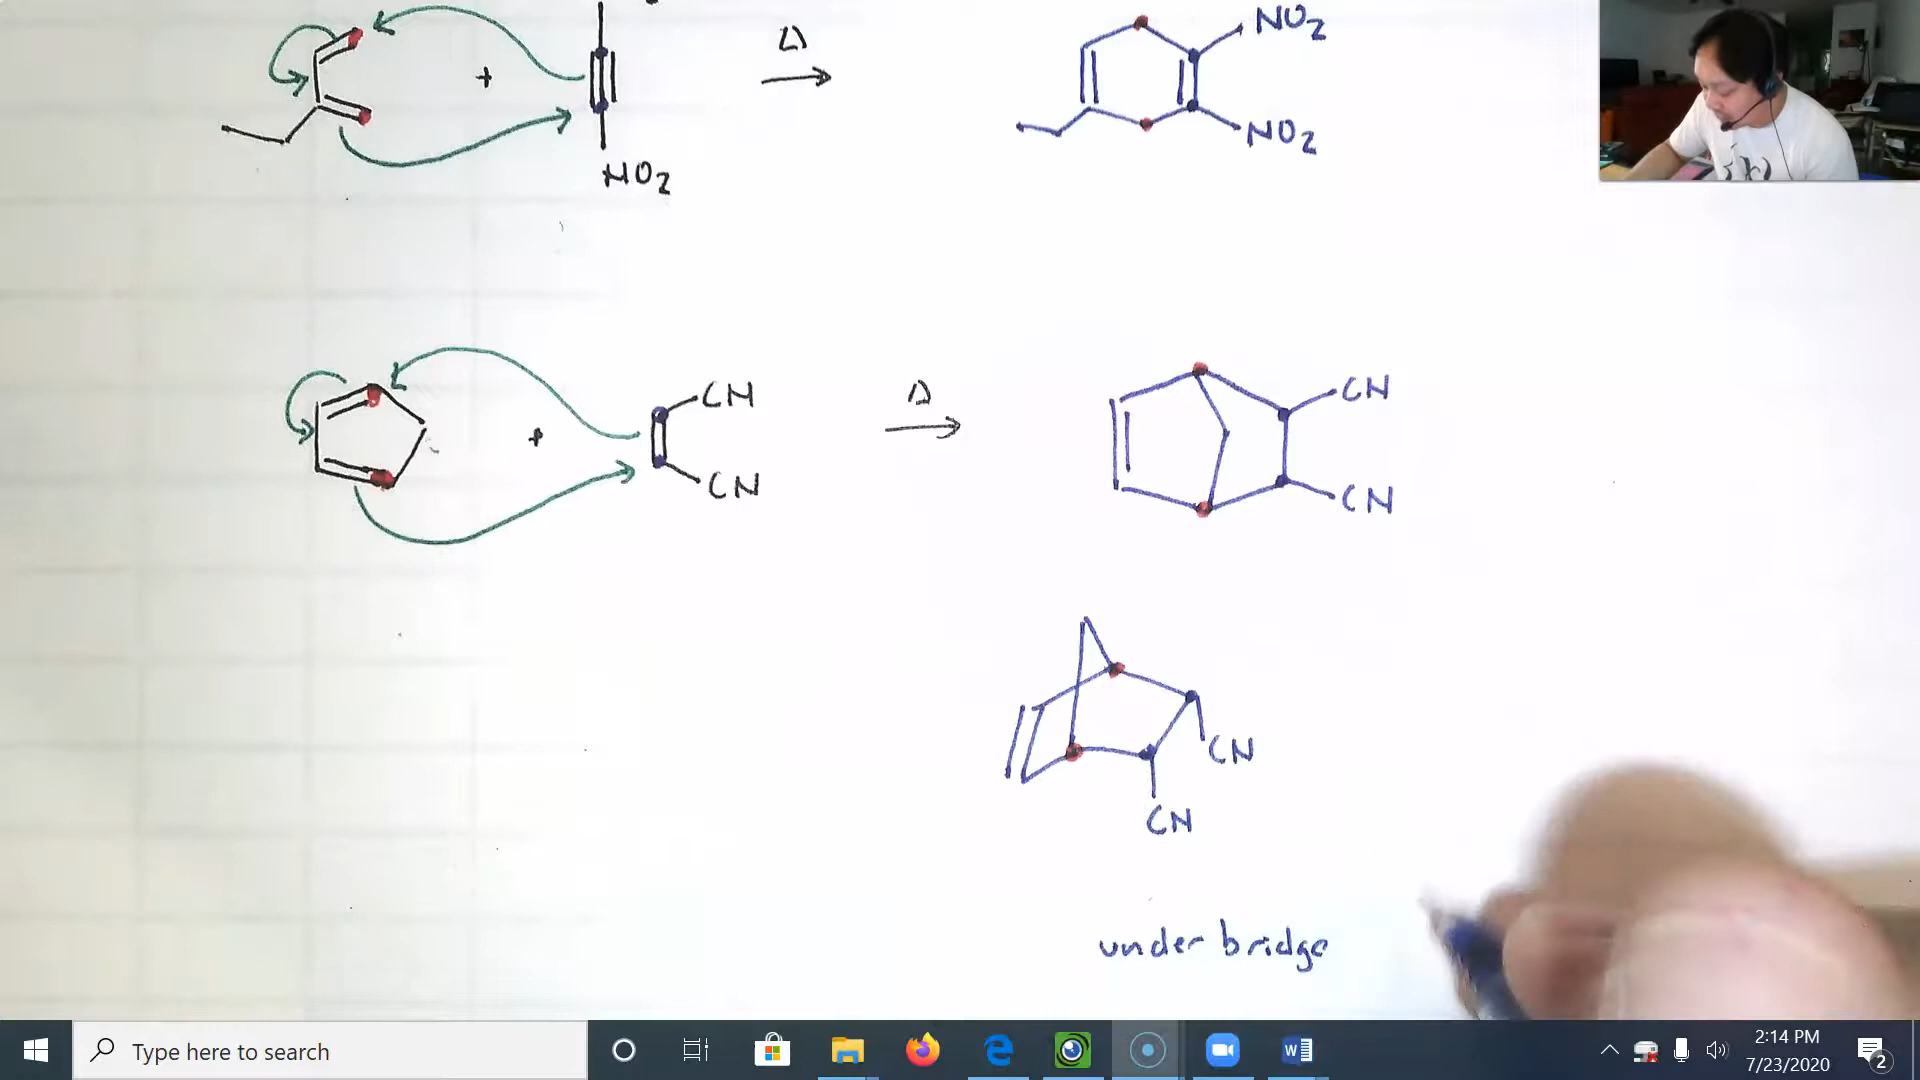 NO2
+
Δ
NO2
NO2
CN
+
CN
Δ
CN
CN
CN
CN
under bridge
Type here to search
2:14 PM
7/23/2020
2